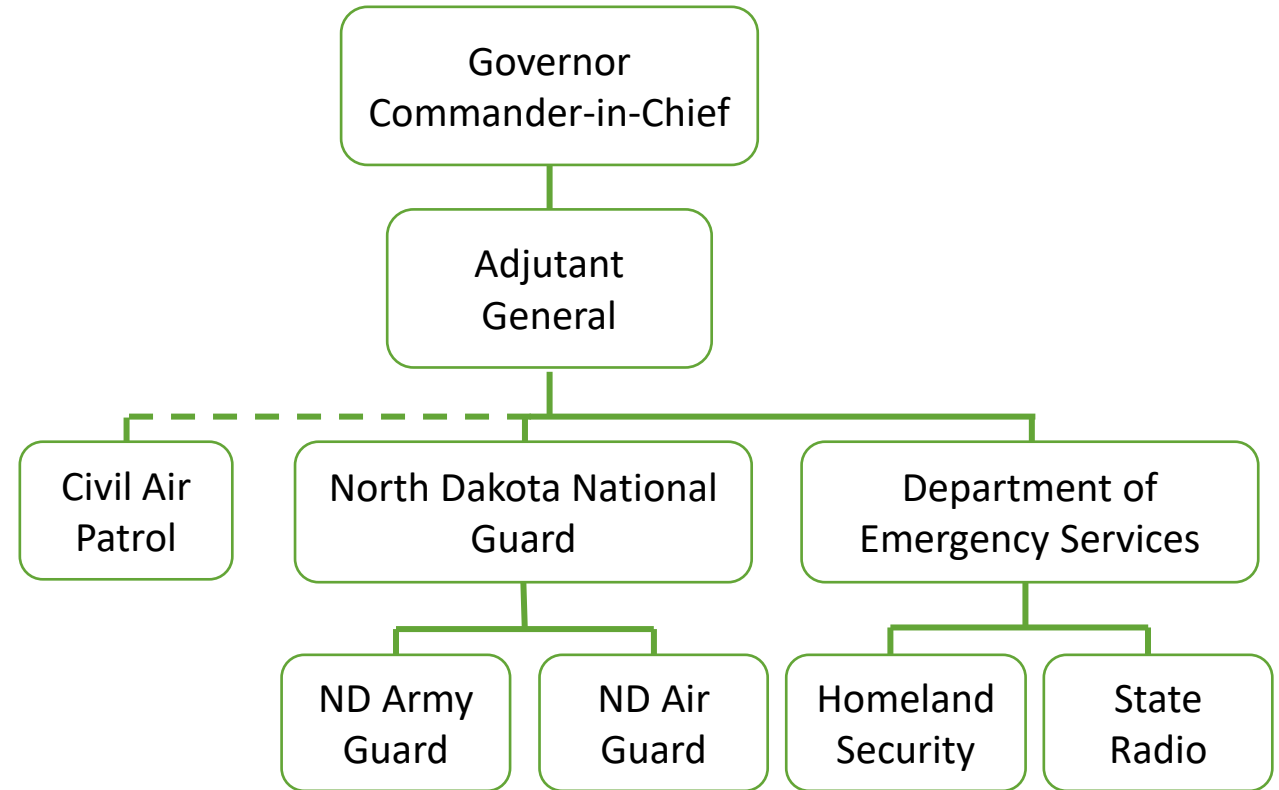 Governor
Commander-in-Chief
Adjutant
General
Civil Air
Patrol
North Dakota National
Guard
Department of
Emergency Services
ND Army
Guard
ND Air
Guard
Homeland
Security
State
Radio